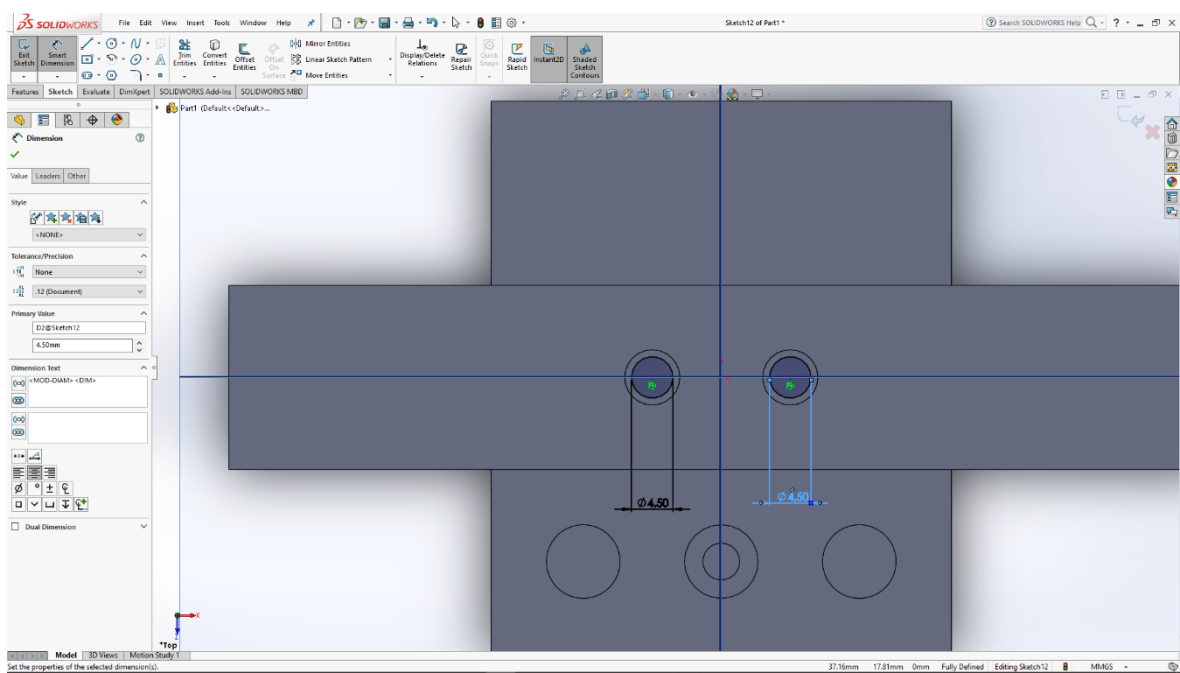 SOLIDWORKS File Edit View Insert Tools Window Help Sketch12 of Part1 * Search SOLIDWORKS Help
Exit Sketch
Smart Dimension
Trim Entities
Convert Entities
Offset Entities
Offset On Surface
Mirror Entities
Linear Sketch Pattern
More Entities
Display/Delete Relations
Repair Sketch
Quick Snaps
Rapid Sketch
Instant2D
Shaded Sketch Contours
Features Sketch Evaluate DimXpert SOLIDWORKS Add-Ins SOLIDWORKS MBD
Part1 (Default<<Default>...
Dimension
Value Leaders Other
Style
<NONE>
Tolerance/Precision
None
.12 (Document)
Primary Value
D2@Sketch12
4.50mm
Dimension Text
<MOD-DIAM><DIM>
Dual Dimension
Ø4.50 Ø4.50
X
Z
*Top
Model 3D Views Motion Study 1
Set the properties of the selected dimension(s). 37.16mm 17.81mm 0mm Fully Defined Editing Sketch12 MMGS